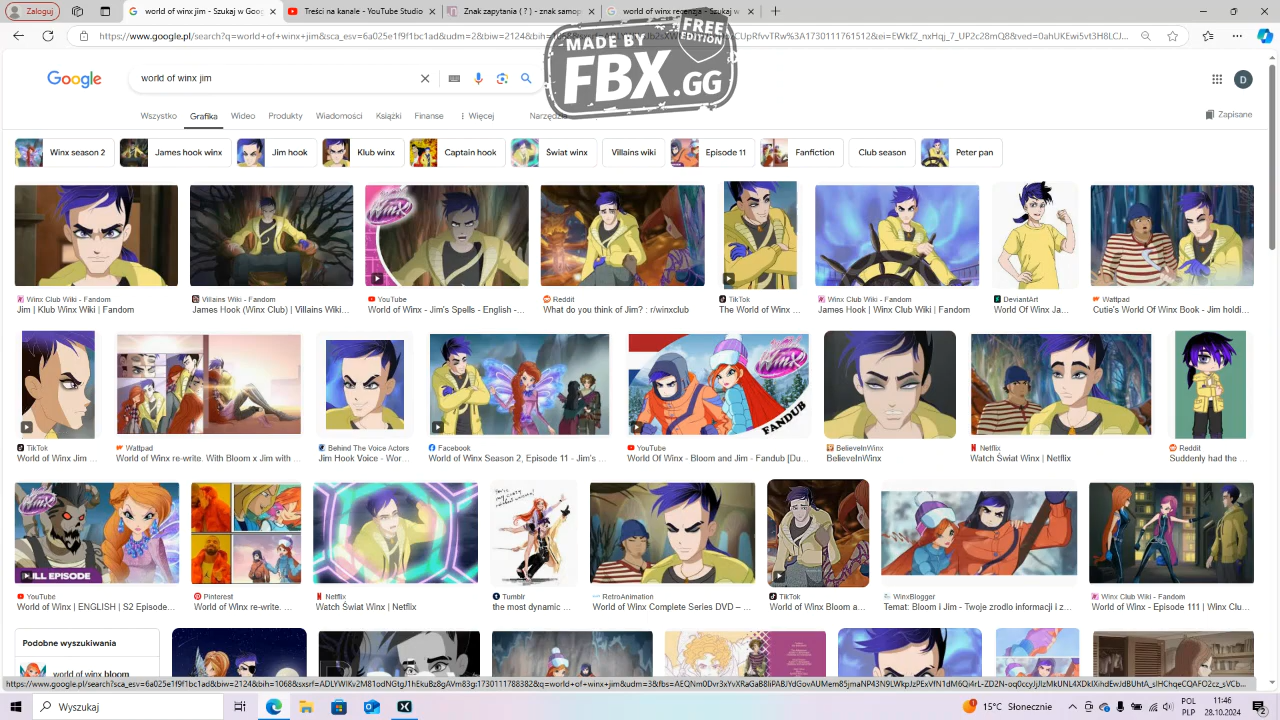 Zaloguj
world of winx jim - Szukaj w Goo
Treści na kanale - YouTube Studio
Znak zapytania ( ? ) - znak samop
world of winx recenzja - Szukaj w
MADE BY
FREE
EDITION
FBX.GG
Google
world of winx jim
D
Wszystko
Grafika
Wideo
Produkty
Wiadomości
Książki
Finanse
Więcej
Narzędzia
Zapisane
Winx season 2
James hook winx
Jim hook
Klub winx
Captain hook
Świat winx
Villains wiki
Episode 11
Fanfiction
Club season
Peter pan
Winx Club Wiki - Fandom
Jim | Klub Winx Wiki | Fandom
Villains Wiki - Fandom
James Hook (Winx Club) | Villains Wiki...
YouTube
World of Winx - Jim's Spells - English -...
Reddit
What do you think of Jim? : r/winxclub
TikTok
The World of Winx ...
Winx Club Wiki - Fandom
James Hook | Winx Club Wiki | Fandom
DeviantArt
World Of Winx Ja...
Wattpad
Cutie's World Of Winx Book - Jim holdi...
TikTok
World of Winx Jim ...
Wattpad
World of Winx re-write. With Bloom x Jim with ...
Behind The Voice Actors
Jim Hook Voice - Wor...
Facebook
World of Winx Season 2, Episode 11 - Jim's ...
FANDUB
YouTube
World Of Winx - Bloom and Jim - Fandub [Du...
BelieveInWinx
BelieveInWinx
Netflix
Watch Świat Winx | Netflix
Reddit
Suddenly had the ...
ILL EPISODE
YouTube
World of Winx | ENGLISH | S2 Episode...
Pinterest
World of Winx re-write. ...
Netflix
Watch Świat Winx | Netflix
Tumblr
the most dynamic ...
RetroAnimation
World of Winx Complete Series DVD – ...
TikTok
World of Winx Bloom a...
WinxBlogger
Temat: Bloom i Jim - Twoje zrodlo informacji i z...
Winx Club Wiki - Fandom
World of Winx - Episode 111 | Winx Clu...
Podobne wyszukiwania
world of winx bloom
Wyszukaj
15°C Słonecznie
POL
PLP
11:46
28.10.2024
2